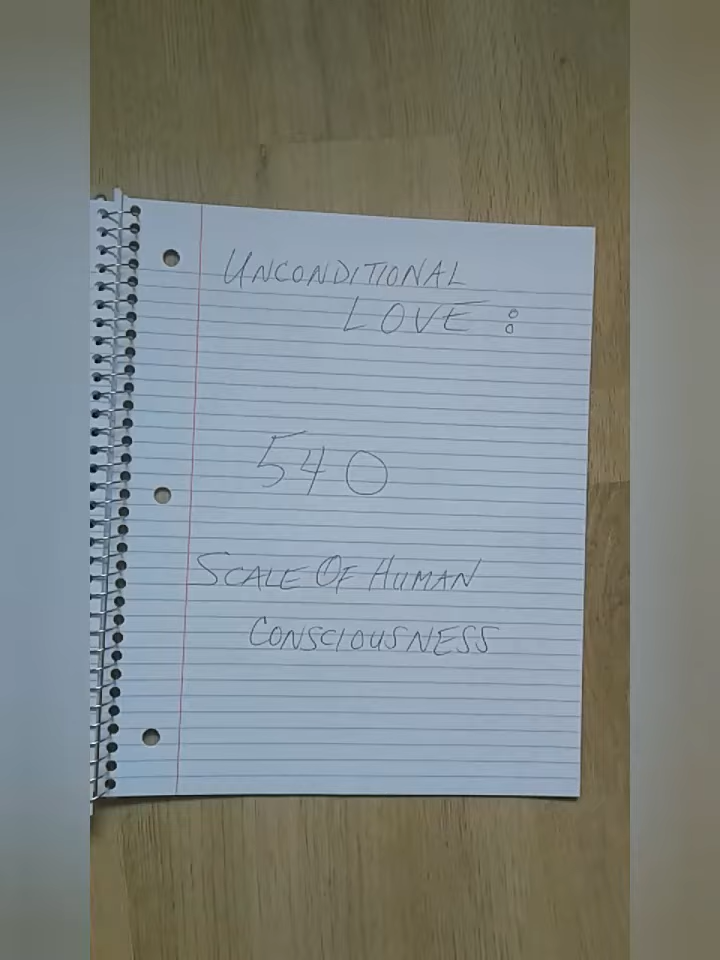 UNCONDITIONAL
LOVE:
540
SCALE OF HUMAN
CONSCIOUSNESS